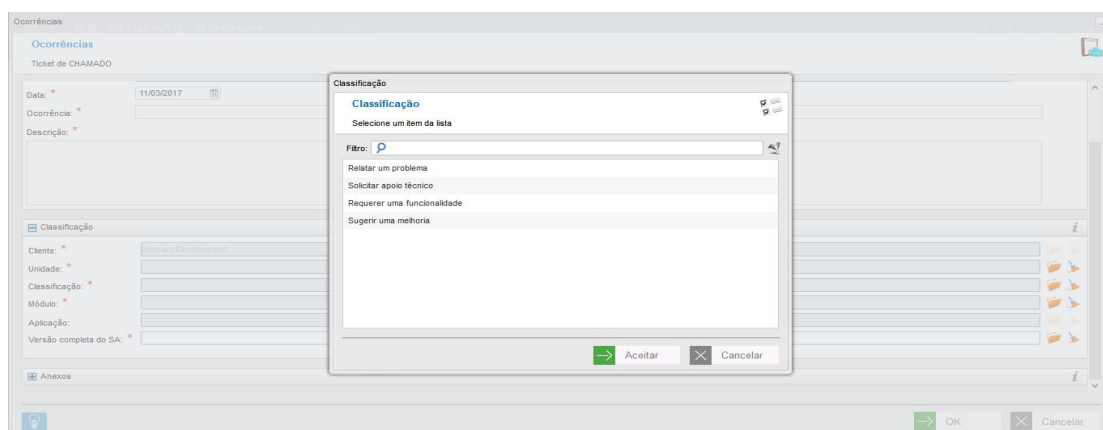 Ocorrências
Ocorrências
Ticket de CHAMADO
Data: * 11/03/2017
Ocorrência: *
Descrição: *
Classificação
Cliente: * Interact Development
Unidade: *
Classificação: *
Módulo: *
Aplicação:
Versão completa do SA: *
Anexos
OK Cancelar
Classificação
Classificação
Selecione um item da lista
Filtro:
Relatar um problema
Solicitar apoio técnico
Requerer uma funcionalidade
Sugerir uma melhoria
Aceitar Cancelar